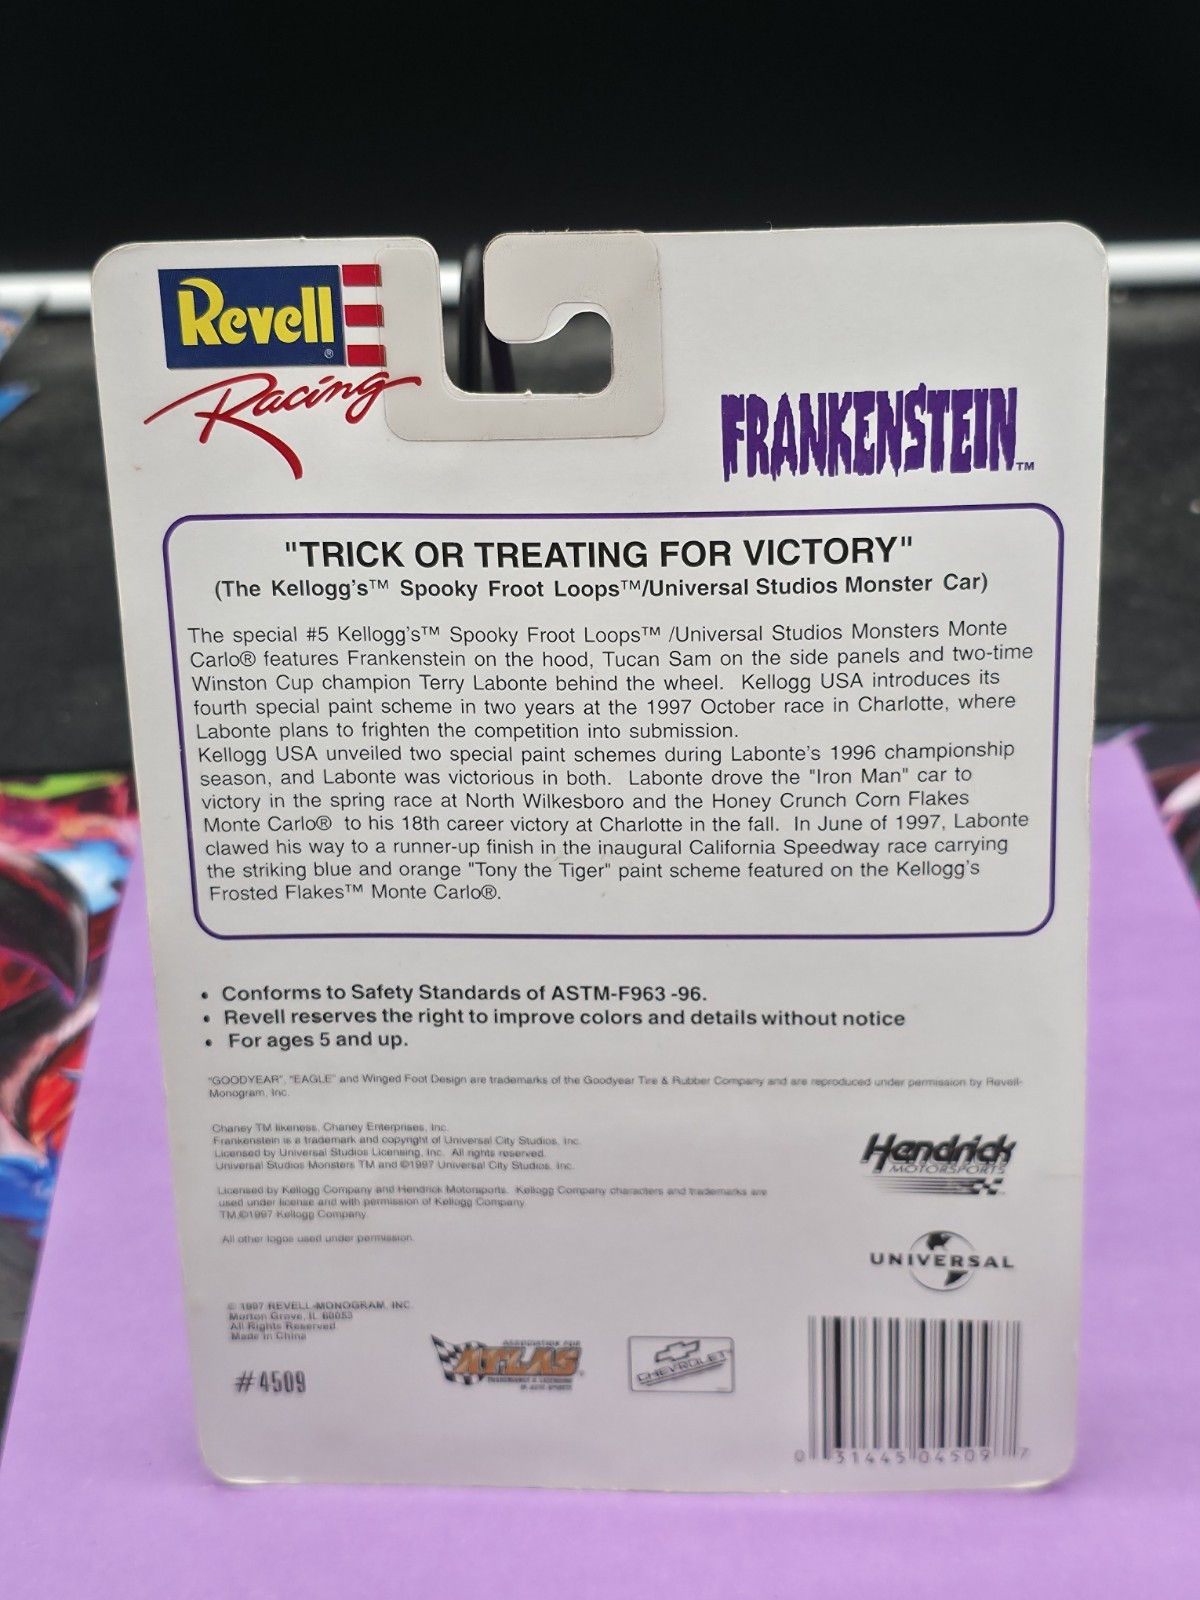 Revell®
Racing
FRANKENSTEIN™
"TRICK OR TREATING FOR VICTORY"
(The Kellogg's™ Spooky Froot Loops™/Universal Studios Monster Car)
The special #5 Kellogg's™ Spooky Froot Loops™ /Universal Studios Monsters Monte
Carlo® features Frankenstein on the hood, Tucan Sam on the side panels and two-time
Winston Cup champion Terry Labonte behind the wheel. Kellogg USA introduces its
fourth special paint scheme in two years at the 1997 October race in Charlotte, where
Labonte plans to frighten the competition into submission.
Kellogg USA unveiled two special paint schemes during Labonte's 1996 championship
season, and Labonte was victorious in both. Labonte drove the "Iron Man" car to
victory in the spring race at North Wilkesboro and the Honey Crunch Corn Flakes
Monte Carlo® to his 18th career victory at Charlotte in the fall. In June of 1997, Labonte
clawed his way to a runner-up finish in the inaugural California Speedway race carrying
the striking blue and orange "Tony the Tiger" paint scheme featured on the Kellogg's
Frosted Flakes™ Monte Carlo®.
• Conforms to Safety Standards of ASTM-F963 -96.
• Revell reserves the right to improve colors and details without notice
• For ages 5 and up.
"GOODYEAR", "EAGLE" and Winged Foot Design are trademarks of the Goodyear Tire & Rubber Company and are reproduced under permission by Revell-
Monogram, Inc.
Chaney TM likeness, Chaney Enterprises, Inc.
Frankenstein is a trademark and copyright of Universal City Studios, Inc.
Licensed by Universal Studios Licensing, Inc. All rights reserved.
Universal Studios Monsters TM and ©1997 Universal City Studios, Inc.
Licensed by Kellogg Company and Hendrick Motorsports. Kellogg Company characters and trademarks are
used under license and with permission of Kellogg Company.
TM,©1997 Kellogg Company.
All other logos used under permission.
Hendrick
MOTORSPORTS
UNIVERSAL
© 1997 REVELL-MONOGRAM, INC.
Morton Grove, IL 60053
All Rights Reserved
Made in China
#4509
ASSOCIATION FOR
ATLAS
CHEVROLET
0 31445 04509 7